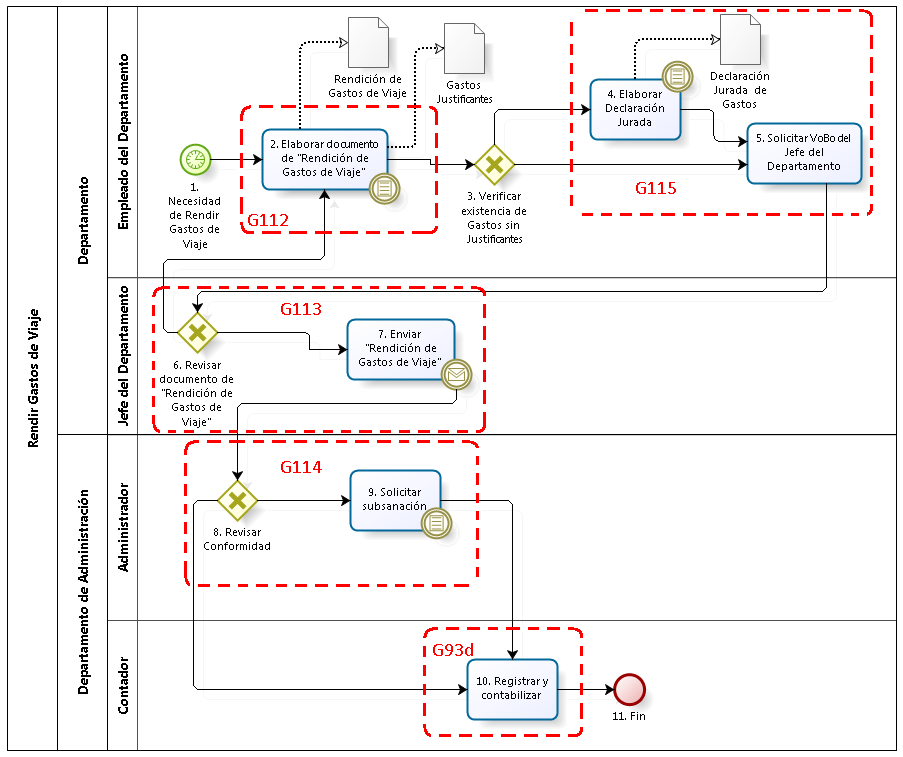 Rendir Gastos de Viaje
Departamento
Empleado del Departamento
Rendición de
Gastos de Viaje
Gastos
Justificantes
Declaración
Jurada de
Gastos
1.
Necesidad
de Rendir
Gastos de
Viaje
2. Elaborar documento
de "Rendición de
Gastos de Viaje"
G112
3. Verificar
existencia de
Gastos sin
Justificantes
4. Elaborar
Declaración
Jurada
5. Solicitar VoBo del
Jefe del
Departamento
G115
Jefe del Departamento
G113
6. Revisar
documento de
"Rendición de
Gastos de
Viaje"
7. Enviar
"Rendición de
Gastos de Viaje"
Departamento de Administración
Administrador
G114
8. Revisar
Conformidad
9. Solicitar
subsanación
Contador
G93d
10. Registrar y
contabilizar
11. Fin